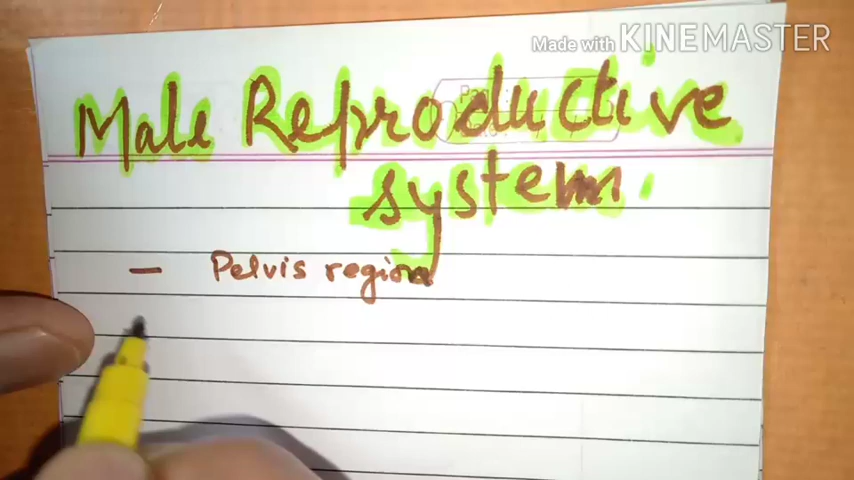 Made with KINEMASTER
Male Reproductive
system.
- Pelvis region